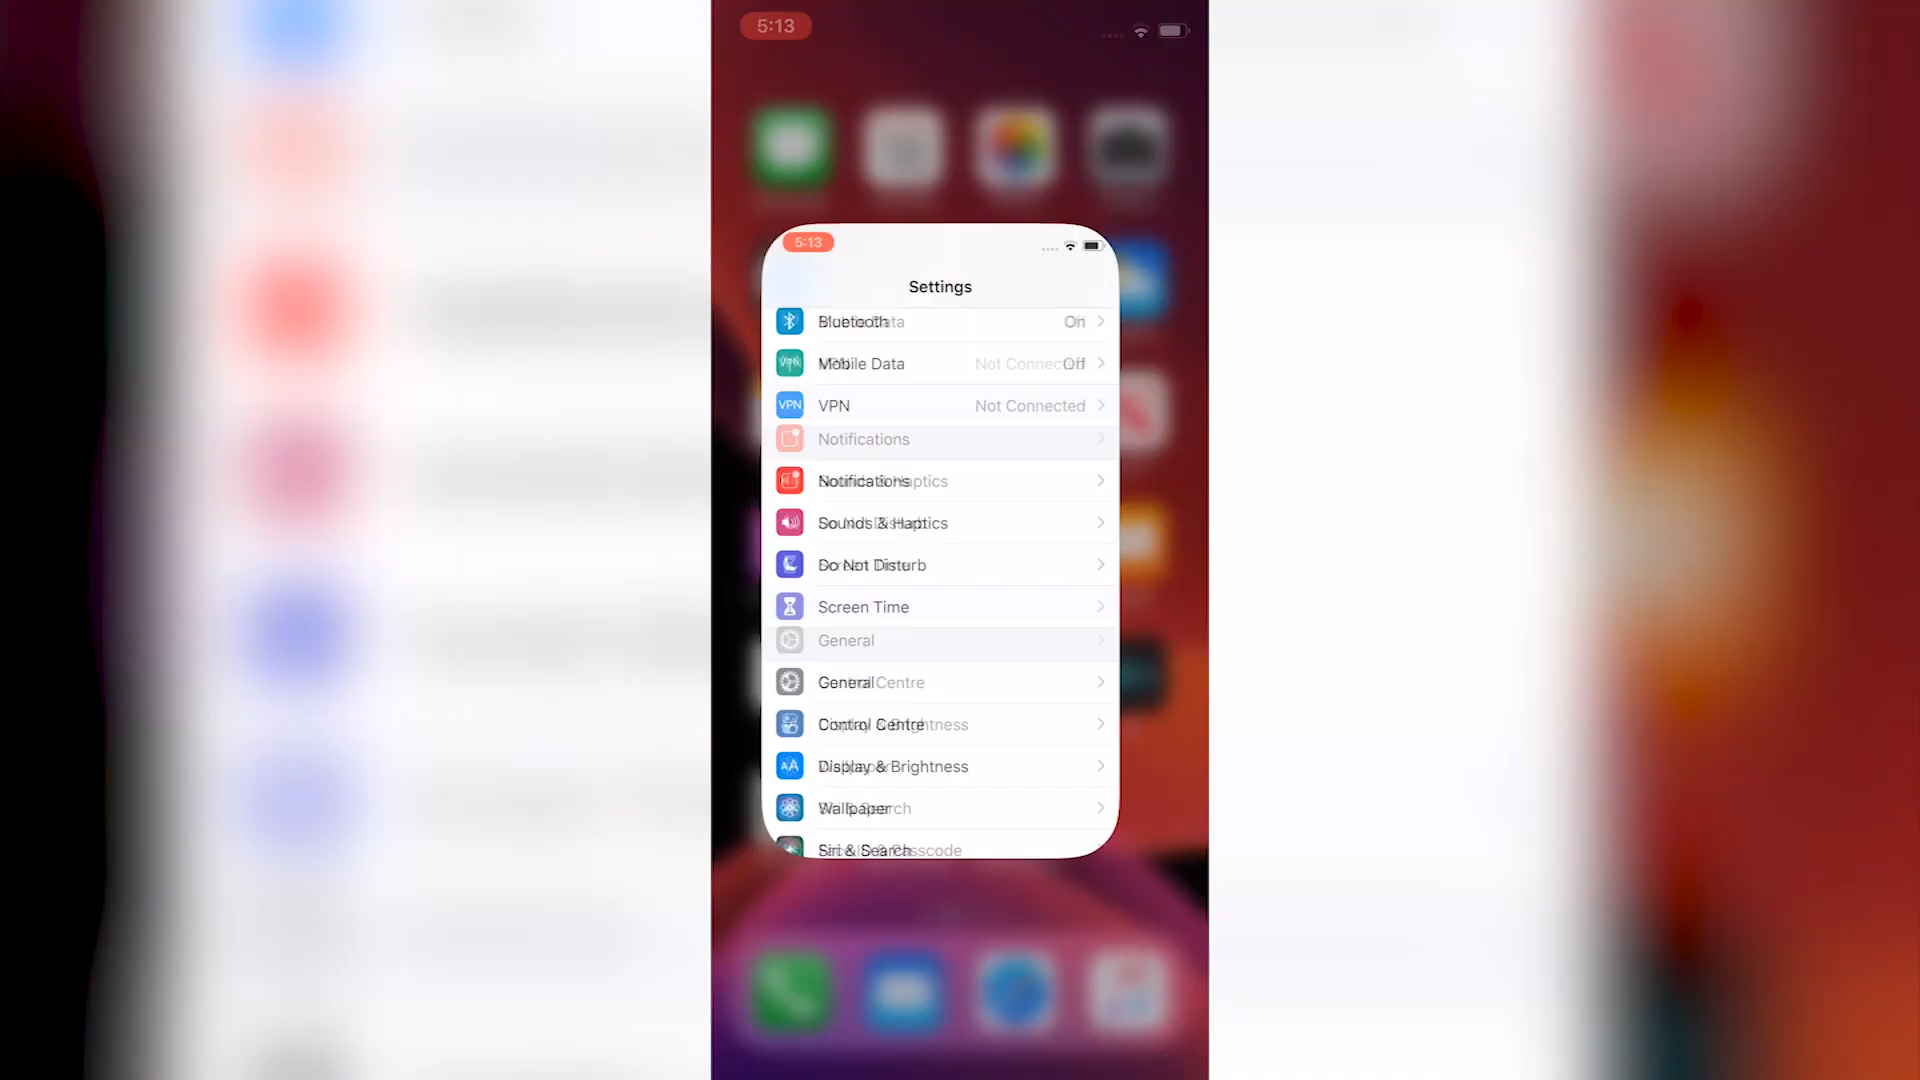 5:13
5:13
Settings
Bluetooth On
Mobile Data Off
VPN Not Connected
Notifications
Notifications
Sounds & Haptics
Do Not Disturb
Screen Time
General
General
Control Centre
Display & Brightness
Wallpaper
Siri & Search